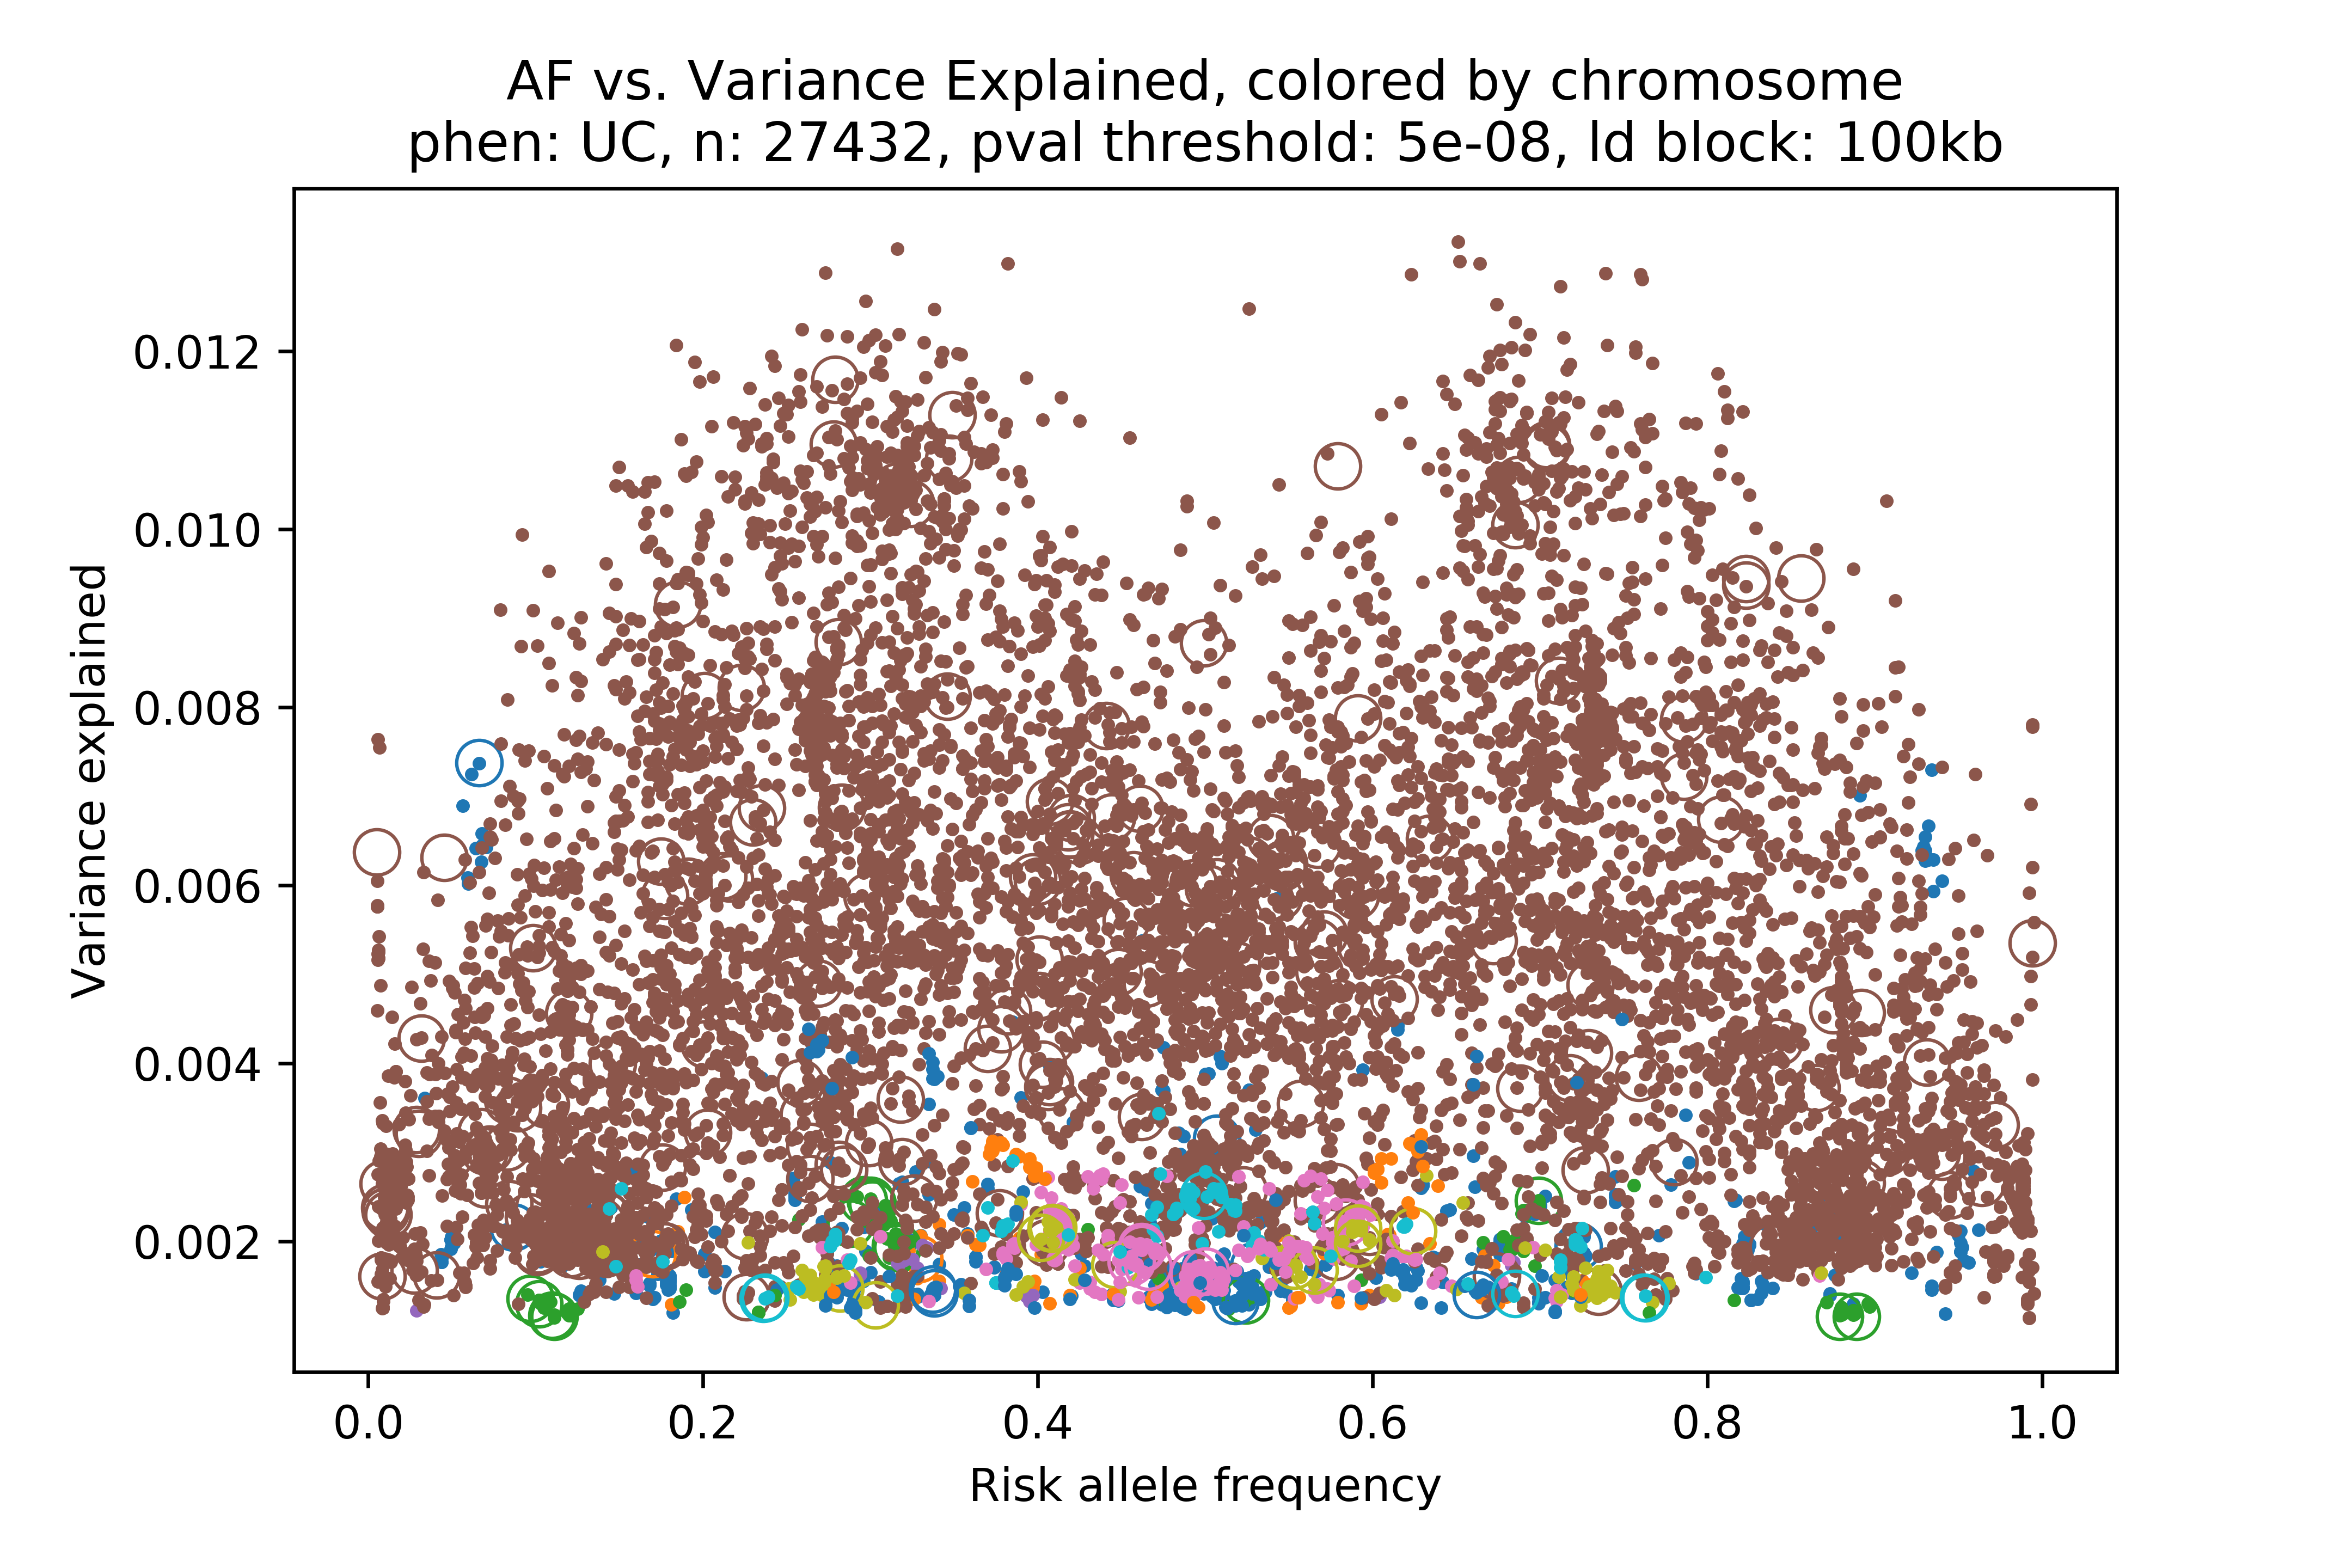 AF vs. Variance Explained, colored by chromosome
phen: UC, n: 27432, pval threshold: 5e-08, ld block: 100kb
0.012
0.010
0.008
0.006
0.004
0.002
Variance explained
0.0 0.2 0.4 0.6 0.8 1.0
Risk allele frequency